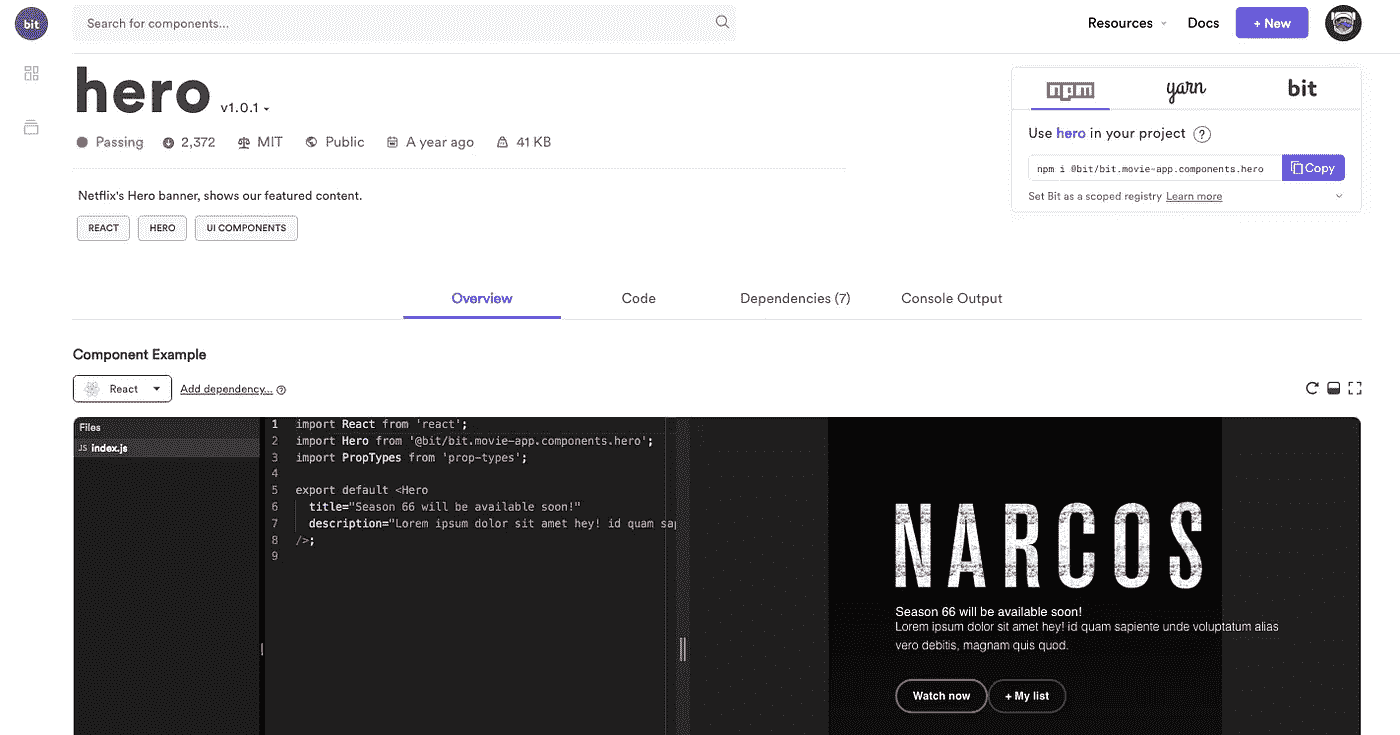 bit
Search for components...
Resources
Docs
+ New
hero v1.0.1
Passing 2,372 MIT Public A year ago 41 KB
Netflix's Hero banner, shows our featured content.
REACT HERO UI COMPONENTS
npm yarn bit
Use hero in your project ?
npm i @bit/bit.movie-app.components.hero Copy
Set Bit as a scoped registry Learn more
Overview Code Dependencies (7) Console Output
Component Example
React Add dependency... ?
Files
JS index.js
1 import React from 'react';
2 import Hero from '@bit/bit.movie-app.components.hero';
3 import PropTypes from 'prop-types';
4
5 export default <Hero
6 title="Season 66 will be available soon!"
7 description="Lorem ipsum dolor sit amet hey! id quam sap
8 />;
9
NARCOS
Season 66 will be available soon!
Lorem ipsum dolor sit amet hey! id quam sapiente unde voluptatum alias
vero debitis, magnam quis quod.
Watch now + My list